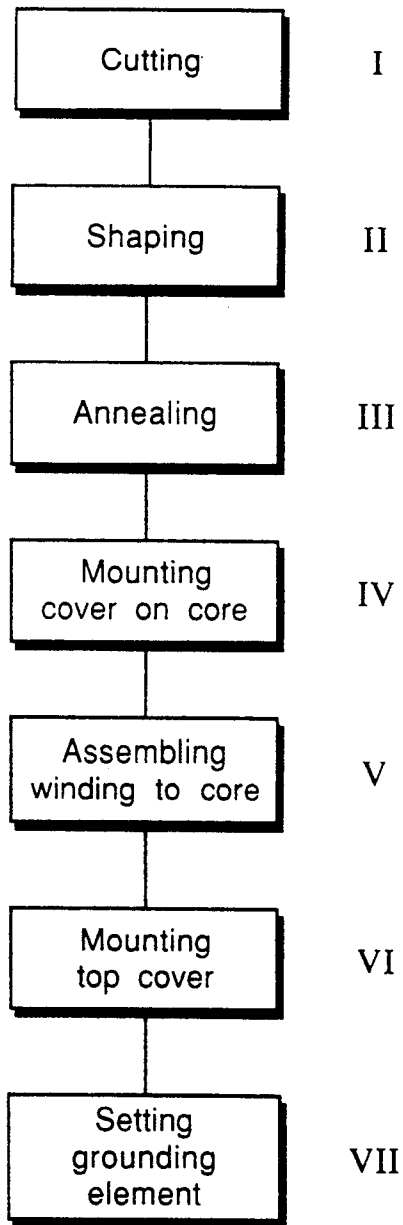 Cutting
I
Shaping
II
Annealing
III
Mounting
cover on core
IV
Assembling
winding to core
V
Mounting
top cover
VI
Setting
grounding
element
VII